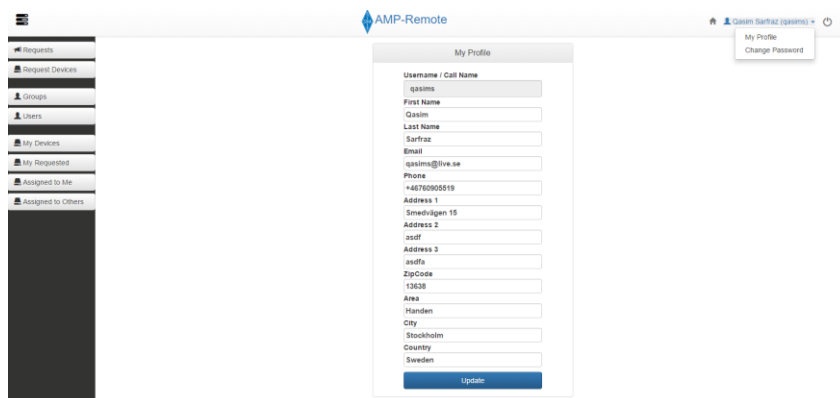 AMP-Remote
Qasim Sarfraz (qasims)
My Profile
Change Password
Requests
Request Devices
Groups
Users
My Devices
My Requested
Assigned to Me
Assigned to Others
My Profile
Username / Call Name
qasims
First Name
Qasim
Last Name
Sarfraz
Email
qasims@live.se
Phone
+46760905519
Address 1
Smedvägen 15
Address 2
asdf
Address 3
asdfa
ZipCode
13638
Area
Handen
City
Stockholm
Country
Sweden
Update